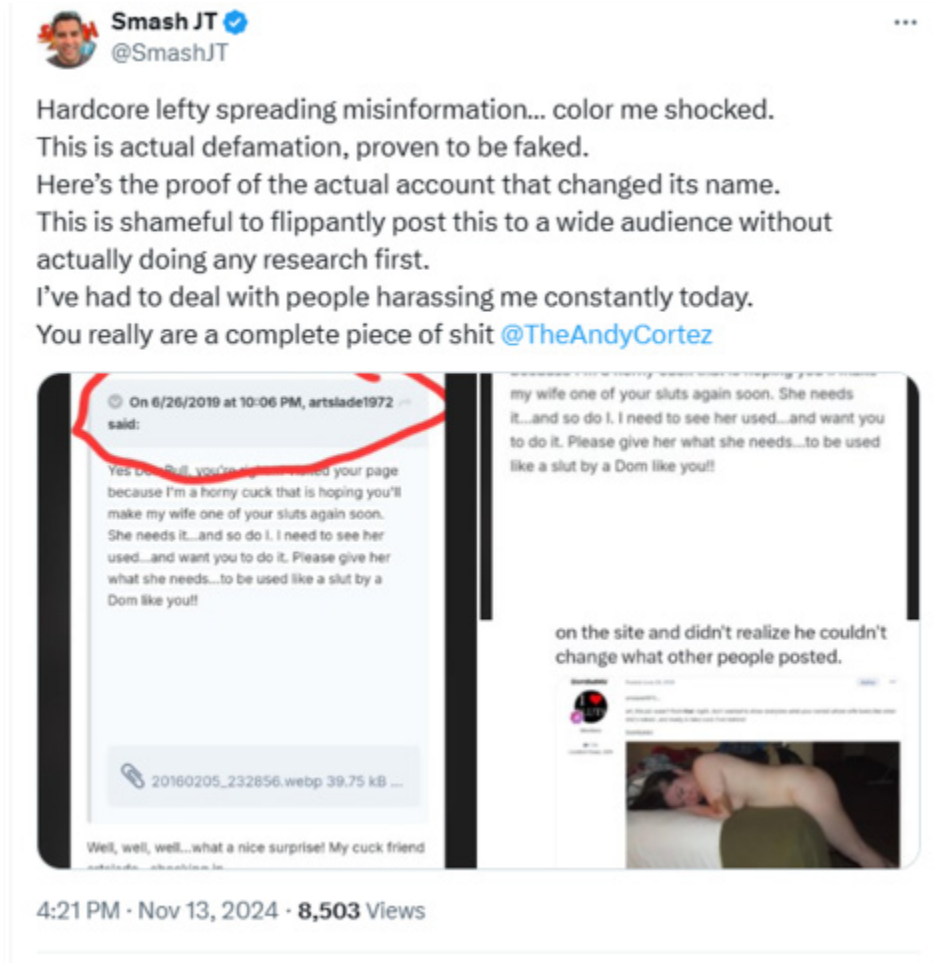 Smash JT
@SmashJT
Hardcore lefty spreading misinformation... color me shocked.
This is actual defamation, proven to be faked.
Here's the proof of the actual account that changed its name.
This is shameful to flippantly post this to a wide audience without
actually doing any research first.
I've had to deal with people harassing me constantly today.
You really are a complete piece of shit @TheAndyCortez
On 6/26/2019 at 10:06 PM, artslade1972
said:
Yes your page
because I'm a horny cuck that is hoping you'll
make my wife one of your sluts again soon.
She needs it...and so do I. I need to see her
used...and want you to do it. Please give her
what she needs...to be used like a slut by a
Dom like you!!
20160205_232856.webp 39.75 kB ...
Well, well, well...what a nice surprise! My cuck friend
my wife one of your sluts again soon. She needs
it...and so do I. I need to see her used...and want you
to do it. Please give her what she needs...to be used
like a slut by a Dom like you!!
on the site and didn't realize he couldn't
change what other people posted.
4:21 PM · Nov 13, 2024 · 8,503 Views